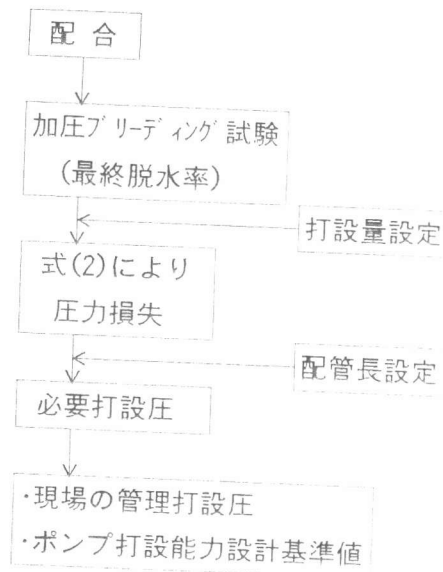 配合
加圧ブリーディング試験
(最終脱水率)
打設量設定
式(2)により
圧力損失
配管長設定
必要打設圧
・現場の管理打設圧
・ポンプ打設能力設計基準値